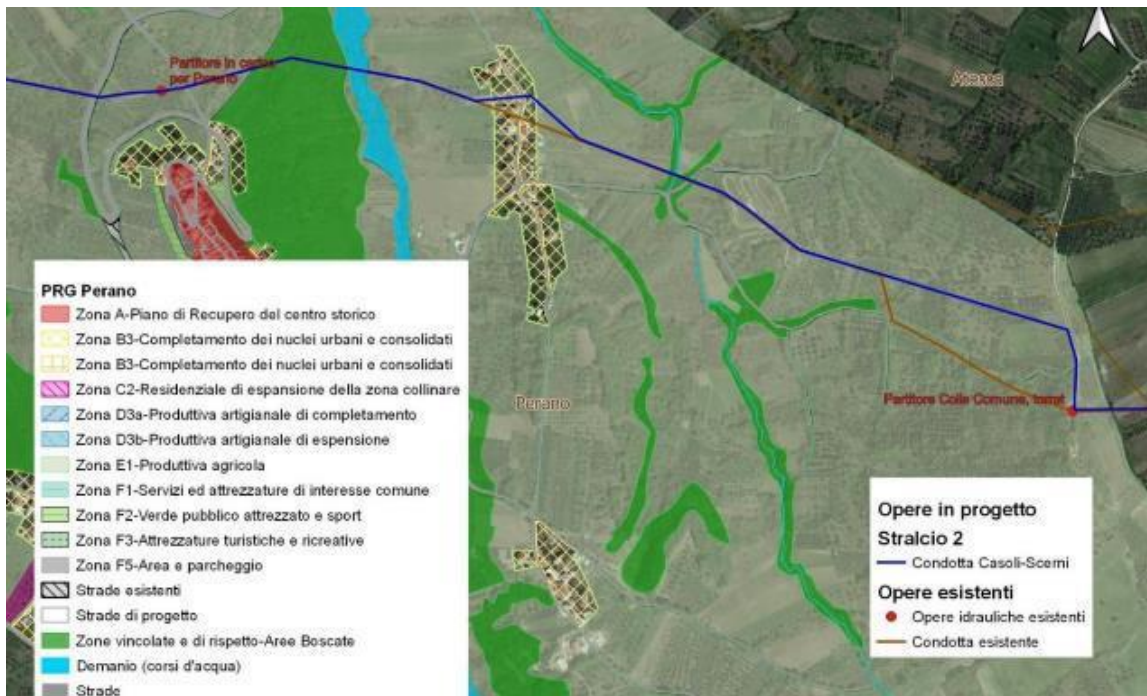 Partitore in carico
per Perano
Atessa
Perano
Partitore Colle Comune, torrino
PRG Perano
Zona A-Piano di Recupero del centro storico
Zona B3-Completamento dei nuclei urbani e consolidati
Zona B3-Completamento dei nuclei urbani e consolidati
Zona C2-Residenziale di espansione della zona collinare
Zona D3a-Produttiva artigianale di completamento
Zona D3b-Produttiva artigianale di espensione
Zona E1-Produttiva agricola
Zona F1-Servizi ed attrezzature di interesse comune
Zona F2-Verde pubblico attrezzato e sport
Zona F3-Attrezzature turistiche e ricreative
Zona F5-Area e parcheggio
Strade esistenti
Strade di progetto
Zone vincolate e di rispetto-Aree Boscate
Demanio (corsi d'acqua)
Strade
Opere in progetto
Stralcio 2
Condotta Casoli-Scerni
Opere esistenti
Opere idrauliche esistenti
Condotta esistente